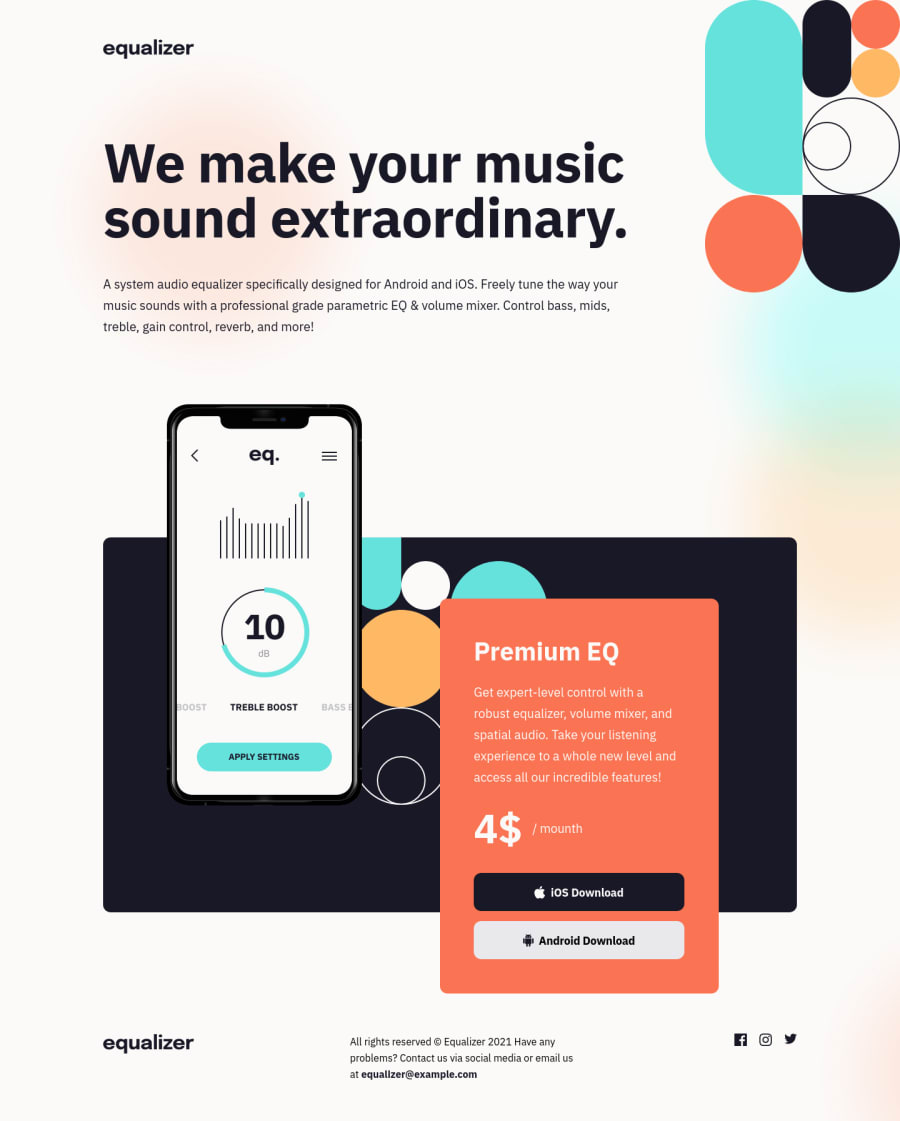 equalizer
We make your music
sound extraordinary.
A system audio equalizer specifically designed for Android and iOS. Freely tune the way your
music sounds with a professional grade parametric EQ & volume mixer. Control bass, mids,
treble, gain control, reverb, and more!
eq.
10
dB
BOOST TREBLE BOOST BASS
APPLY SETTINGS
Premium EQ
Get expert-level control with a
robust equalizer, volume mixer, and
spatial audio. Take your listening
experience to a whole new level and
access all our incredible features!
4$ / mounth
iOS Download
Android Download
equalizer
All rights reserved © Equalizer 2021 Have any
problems? Contact us via social media or email us
at equalizer@example.com